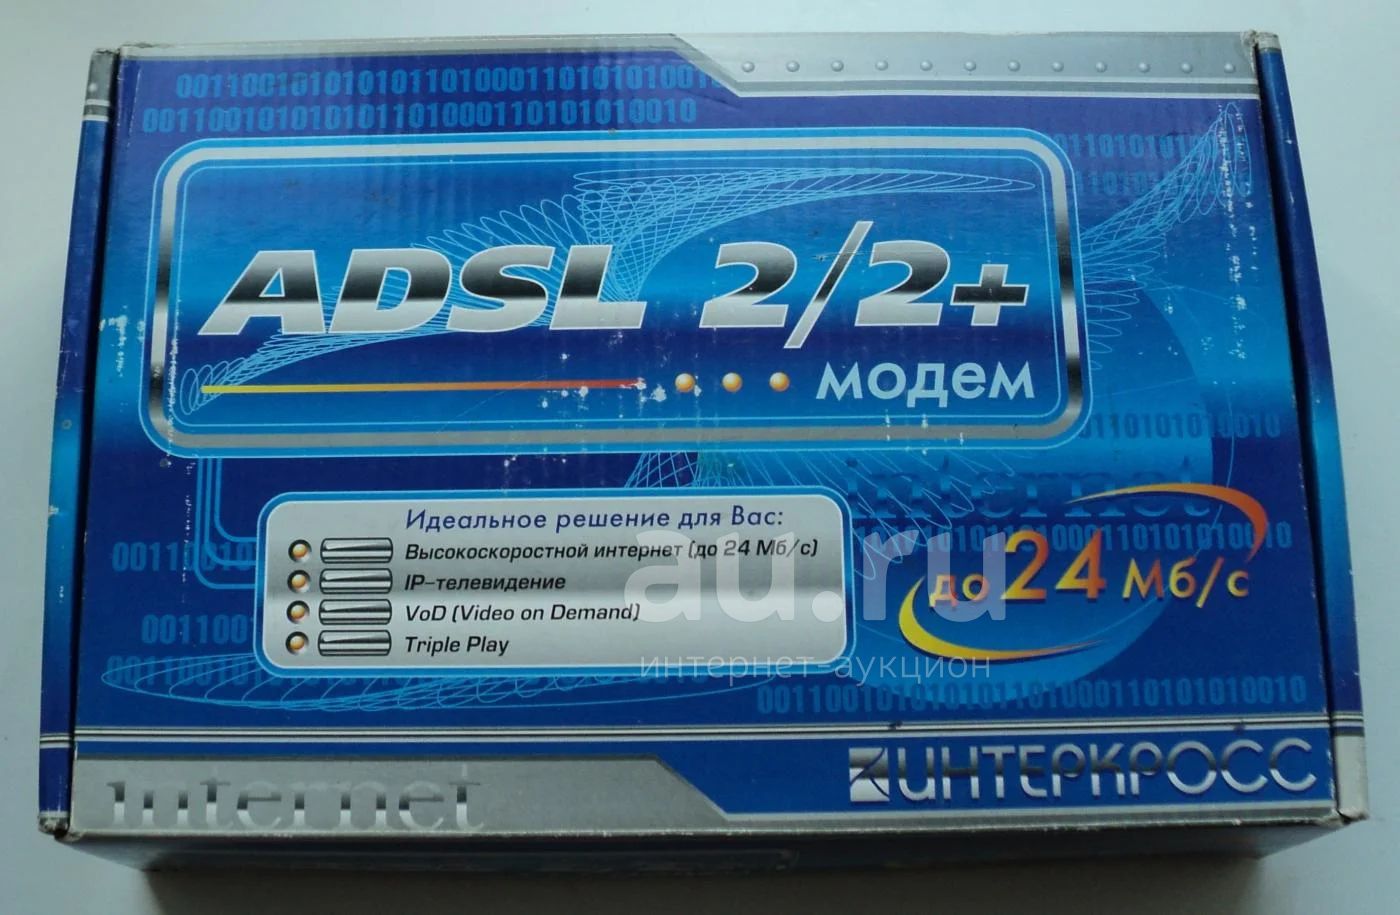 0011001010101011010001101010100
0011001010101011010001101010010
ADSL 2/2+
модем
internet
Идеальное решение для Вас:
Высокоскоростной интернет (до 24 Мб/с)
IP-телевидение
VoD (Video on Demand)
Triple Play
до 24 Мб/с
au.ru
интернет-аукцион
internet
ИНТЕРКРОСС